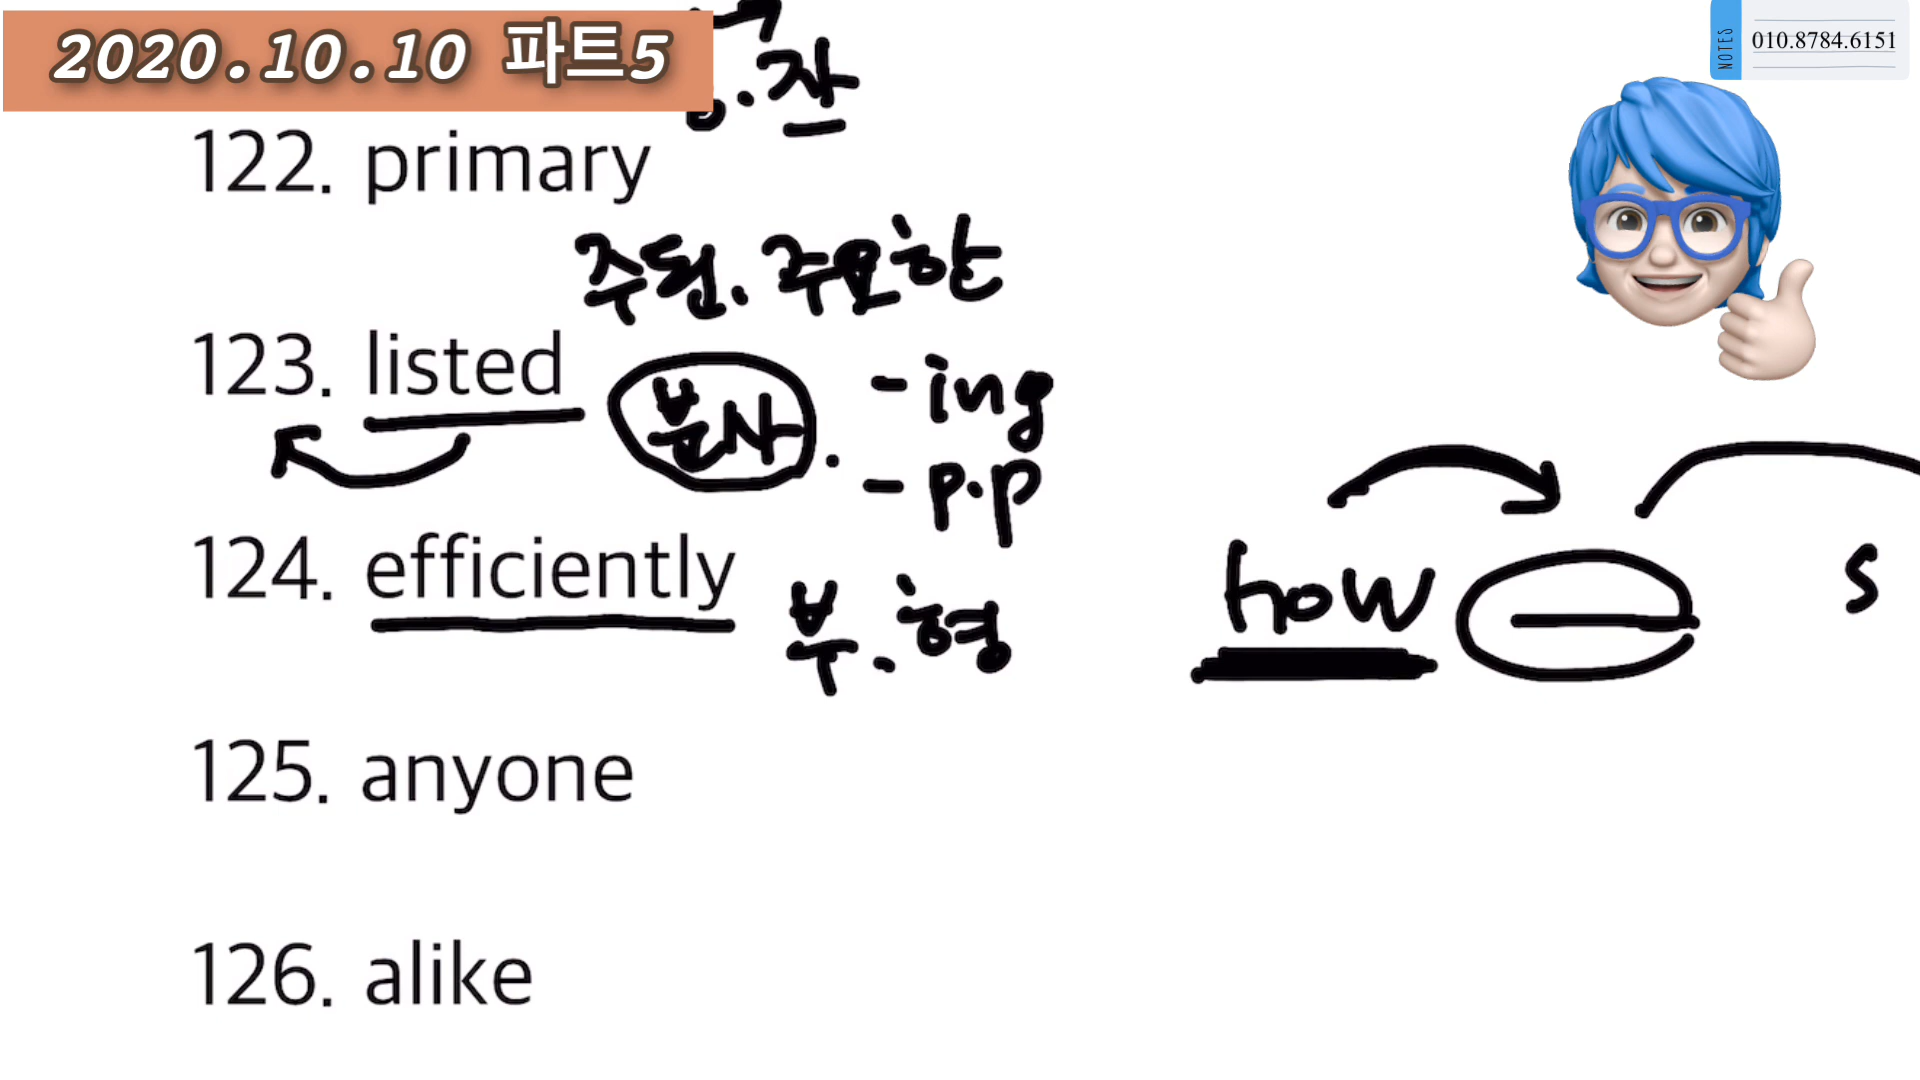 2020.10.10 파트5
NOTES
010.8784.6151
잔
122. primary
주된. 주요한
123. listed
분사. -ing
-p.p
124. efficiently
부.형
how
s
125. anyone
126. alike